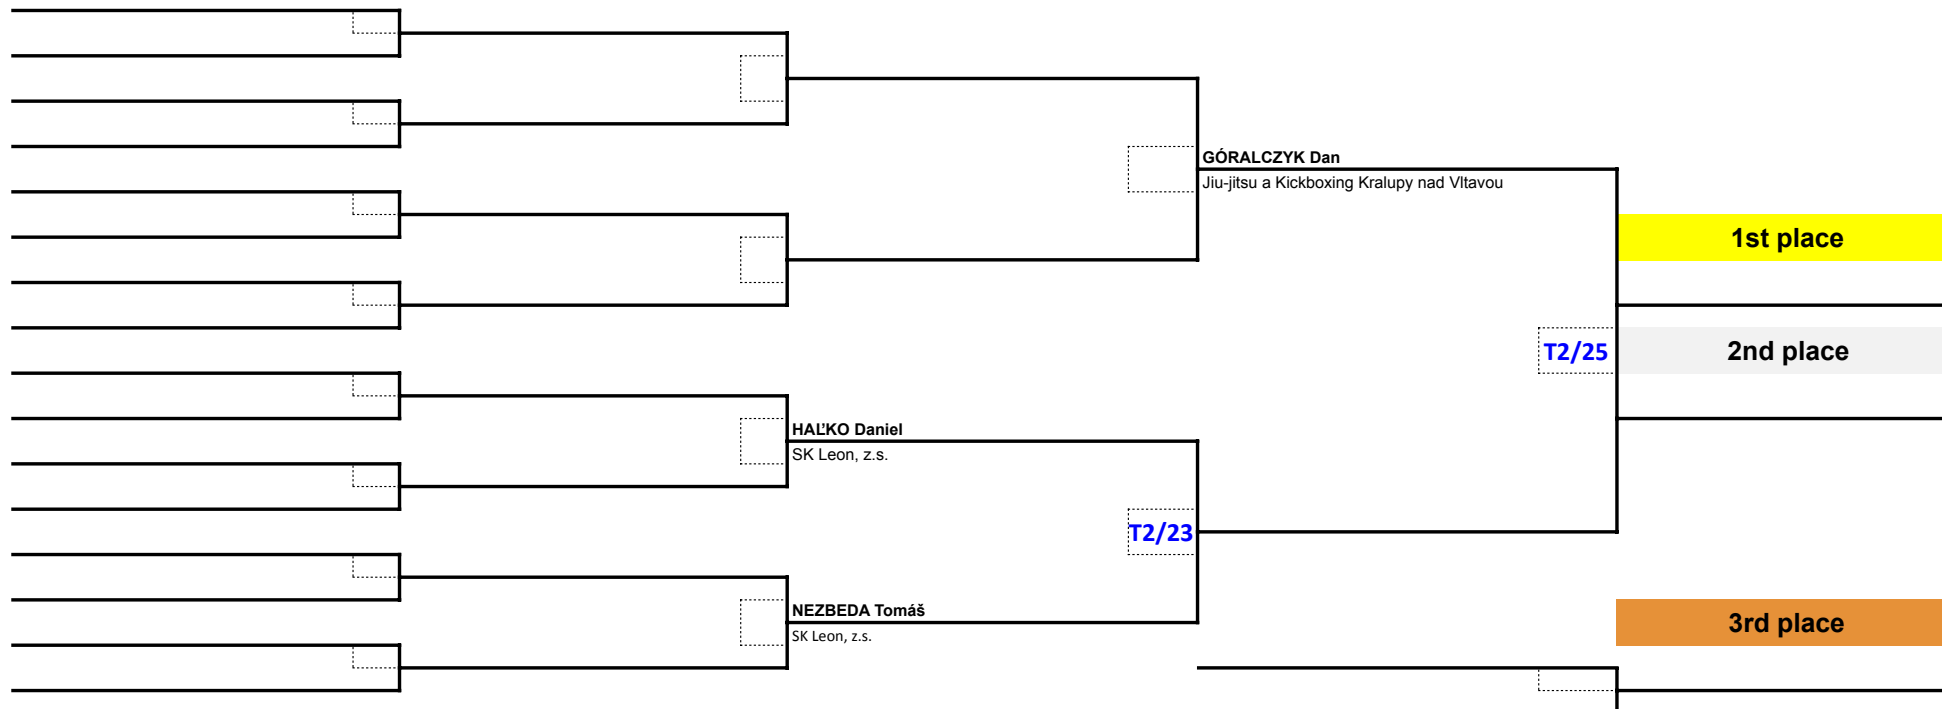 GÓRALCZYK Dan
Jiu-jitsu a Kickboxing Kralupy nad Vltavou
1st place
T2/25
2nd place
HAĽKO Daniel
SK Leon, z.s.
T2/23
NEZBEDA Tomáš
SK Leon, z.s.
3rd place